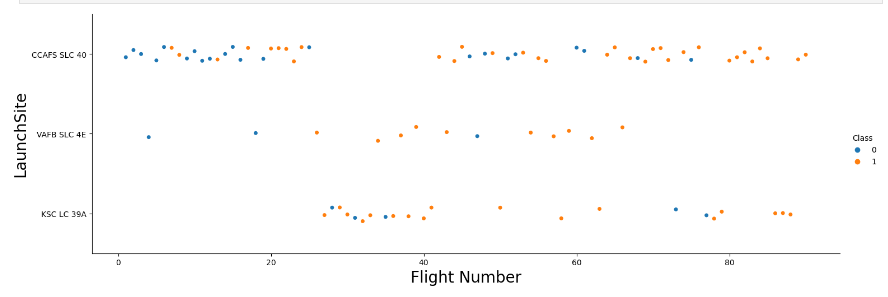 LaunchSite
CCAFS SLC 40
VAFB SLC 4E
KSC LC 39A
0
20
40
60
80
Flight Number
Class
0
1